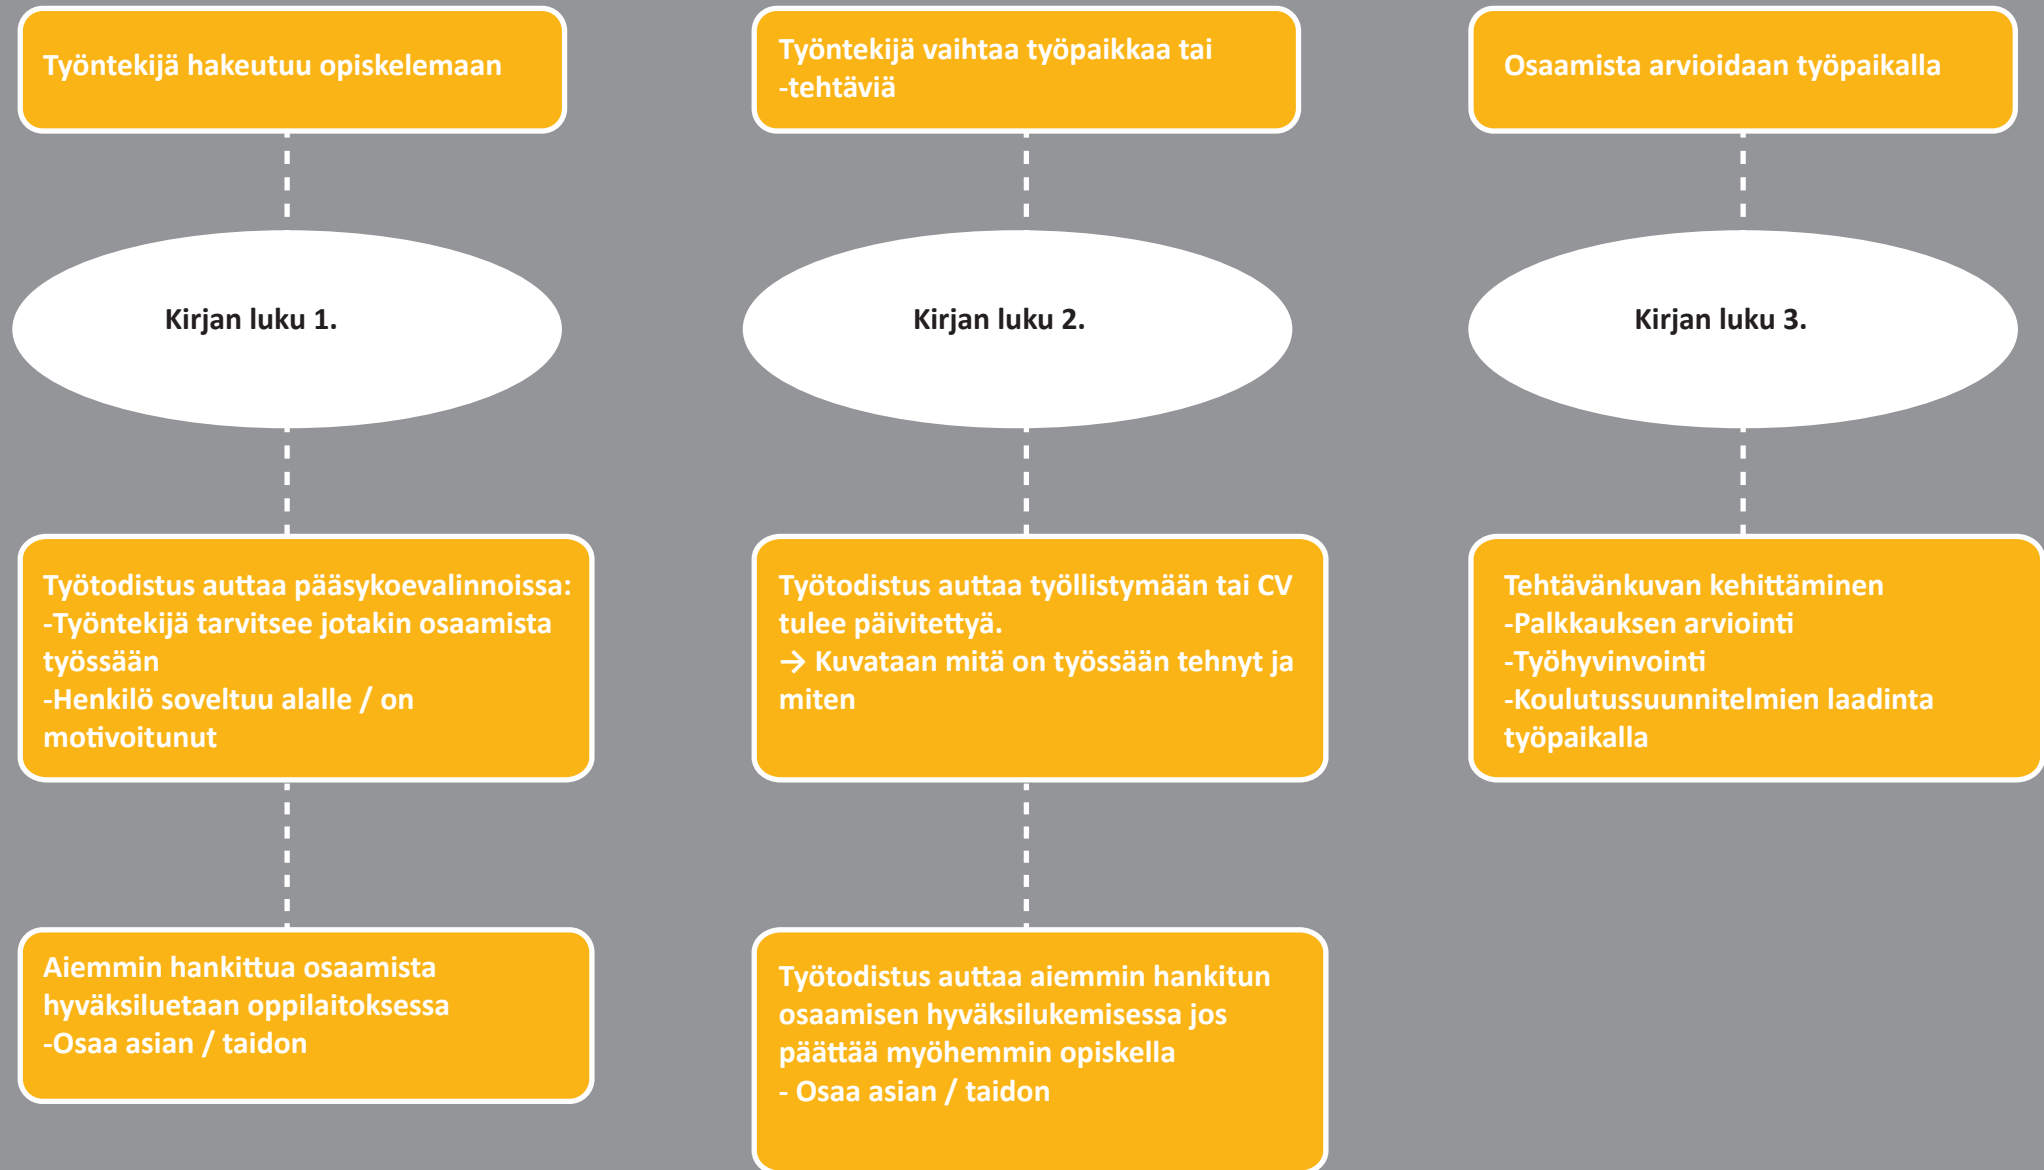 Työntekijä hakeutuu opiskelemaan
Työntekijä vaihtaa työpaikkaa tai
-tehtäviä
Osaamista arvioidaan työpaikalla
Kirjan luku 1.
Kirjan luku 2.
Kirjan luku 3.
Työtodistus auttaa pääsykoevalinnoissa:
-Työntekijä tarvitsee jotakin osaamista
työssään
-Henkilö soveltuu alalle / on
motivoitunut
Työtodistus auttaa työllistymään tai CV
tulee päivitettyä.
→ Kuvataan mitä on työssään tehnyt ja
miten
Tehtävänkuvan kehittäminen
-Palkkauksen arviointi
-Työhyvinvointi
-Koulutussuunnitelmien laadinta
työpaikalla
Aiemmin hankittua osaamista
hyväksiluetaan oppilaitoksessa
-Osaa asian / taidon
Työtodistus auttaa aiemmin hankitun
osaamisen hyväksilukemisessa jos
päättää myöhemmin opiskella
- Osaa asian / taidon